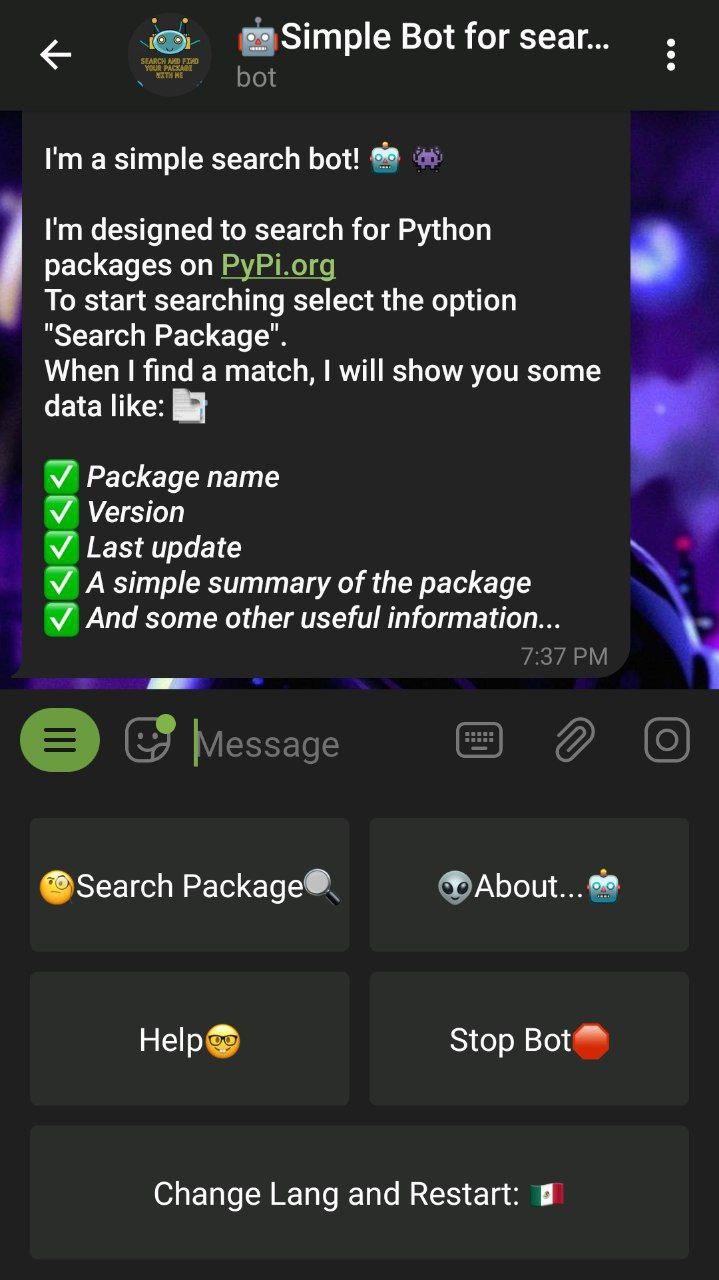 🤖Simple Bot for sear...
bot
SEARCH AND FIND
YOUR PACKAGE
WITH ME
I'm a simple search bot! 🤖 👾
I'm designed to search for Python
packages on PyPi.org
To start searching select the option
"Search Package".
When I find a match, I will show you some
data like:
✅ Package name
✅ Version
✅ Last update
✅ A simple summary of the package
✅ And some other useful information...
7:37 PM
Message
🧐Search Package🔍
👽About...🤖
Help🤓
Stop Bot🛑
Change Lang and Restart: 🇲🇽